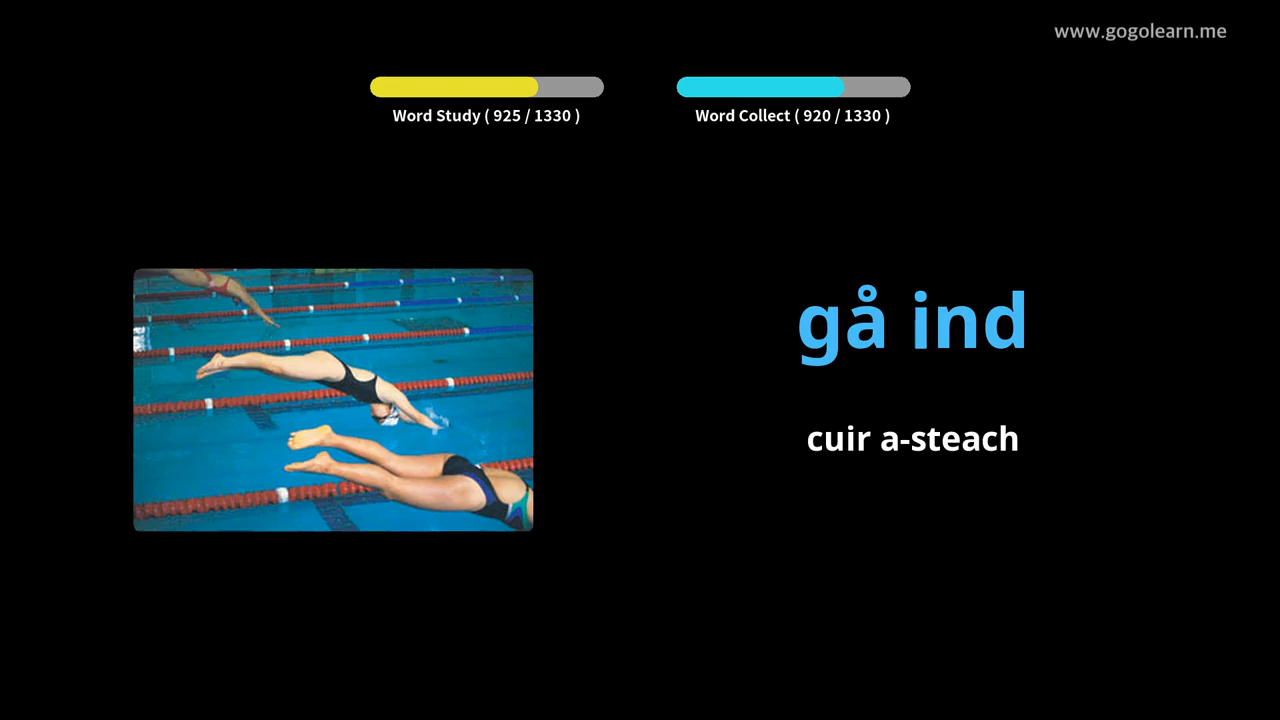 www.gogolearn.me
Word Study ( 925 / 1330 )
Word Collect ( 920 / 1330 )
gå ind
cuir a-steach